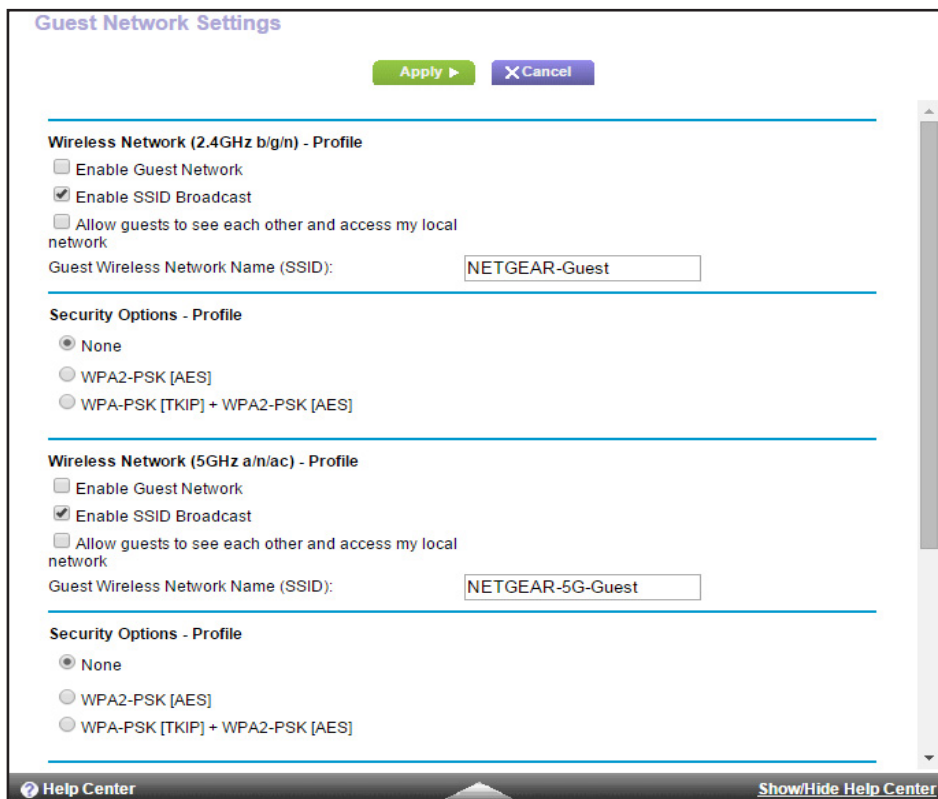 Guest Network Settings
Apply
Cancel
Wireless Network (2.4GHz b/g/n) - Profile
Enable Guest Network
Enable SSID Broadcast
Allow guests to see each other and access my local
network
Guest Wireless Network Name (SSID):
NETGEAR-Guest
Security Options - Profile
None
WPA2-PSK [AES]
WPA-PSK [TKIP] + WPA2-PSK [AES]
Wireless Network (5GHz a/n/ac) - Profile
Enable Guest Network
Enable SSID Broadcast
Allow guests to see each other and access my local
network
Guest Wireless Network Name (SSID):
NETGEAR-5G-Guest
Security Options - Profile
None
WPA2-PSK [AES]
WPA-PSK [TKIP] + WPA2-PSK [AES]
Help Center
Show/Hide Help Center